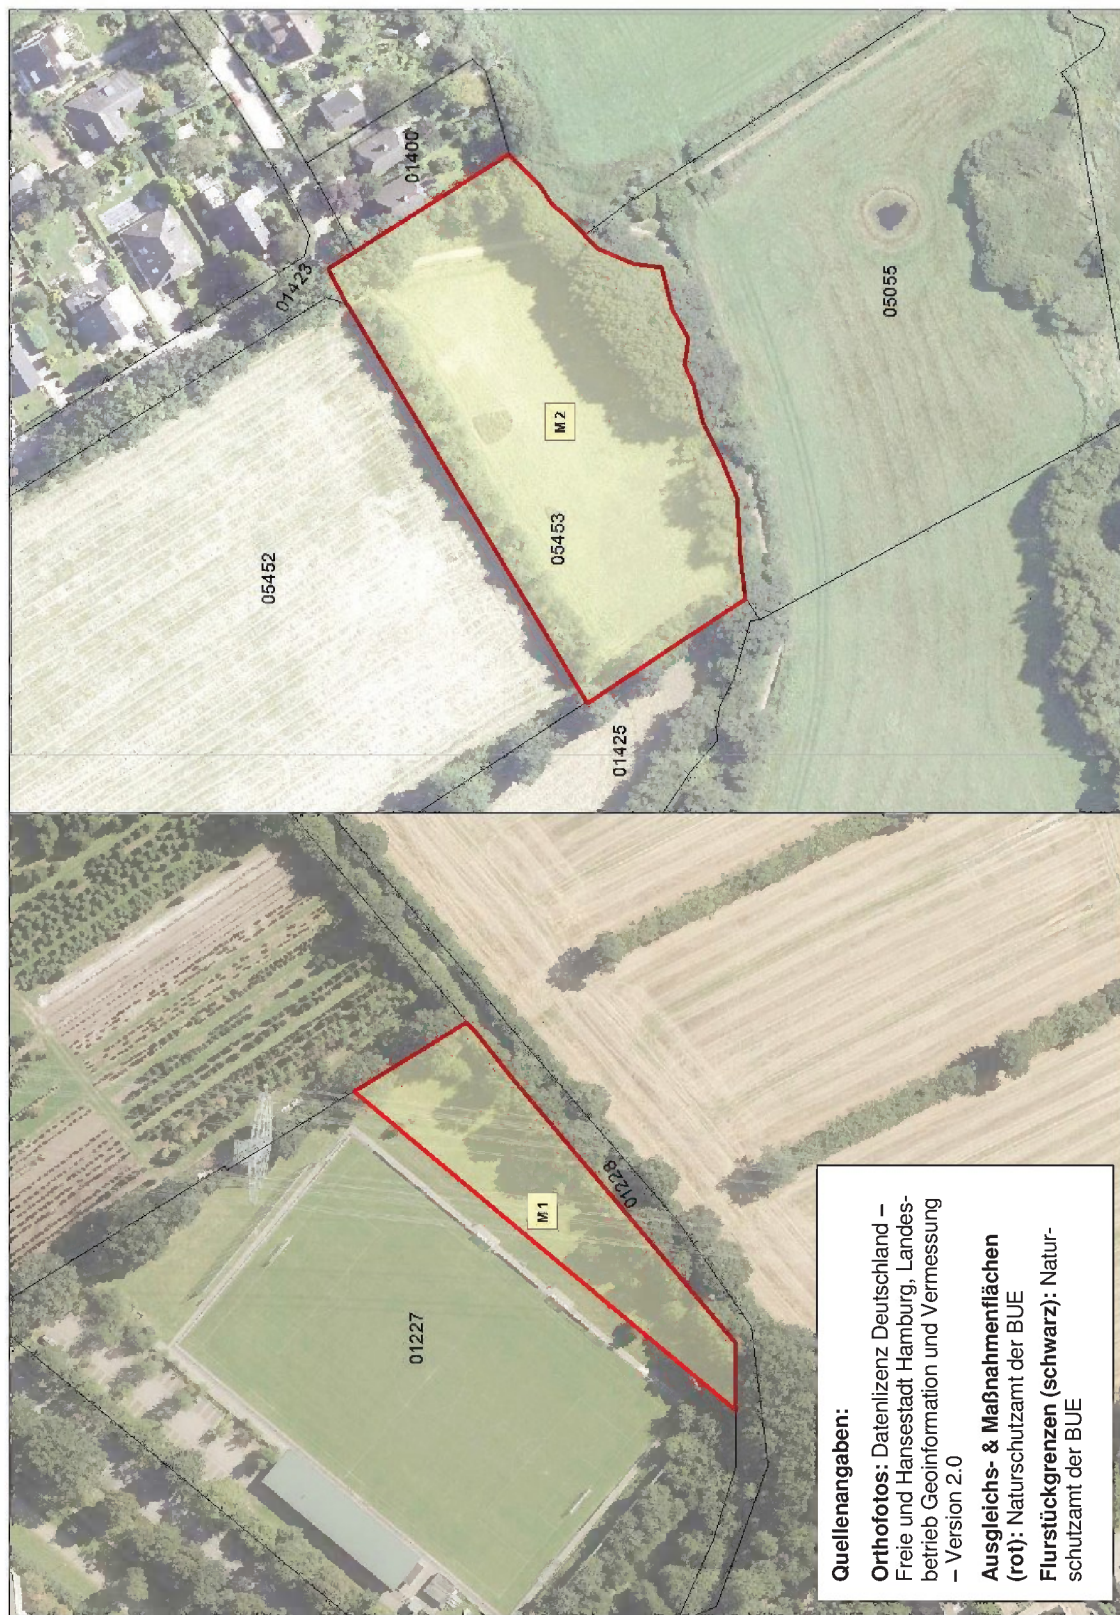 01227
M 1
01228
Quellenangaben:
Orthofotos: Datenlizenz Deutschland –
Freie und Hansestadt Hamburg, Landes-
betrieb Geoinformation und Vermessung
– Version 2.0
Ausgleichs- & Maßnahmenflächen
(rot): Naturschutzamt der BUE
Flurstückgrenzen (schwarz): Natur-
schutzamt der BUE
05452
01423
01400
M 2
05453
01425
05055